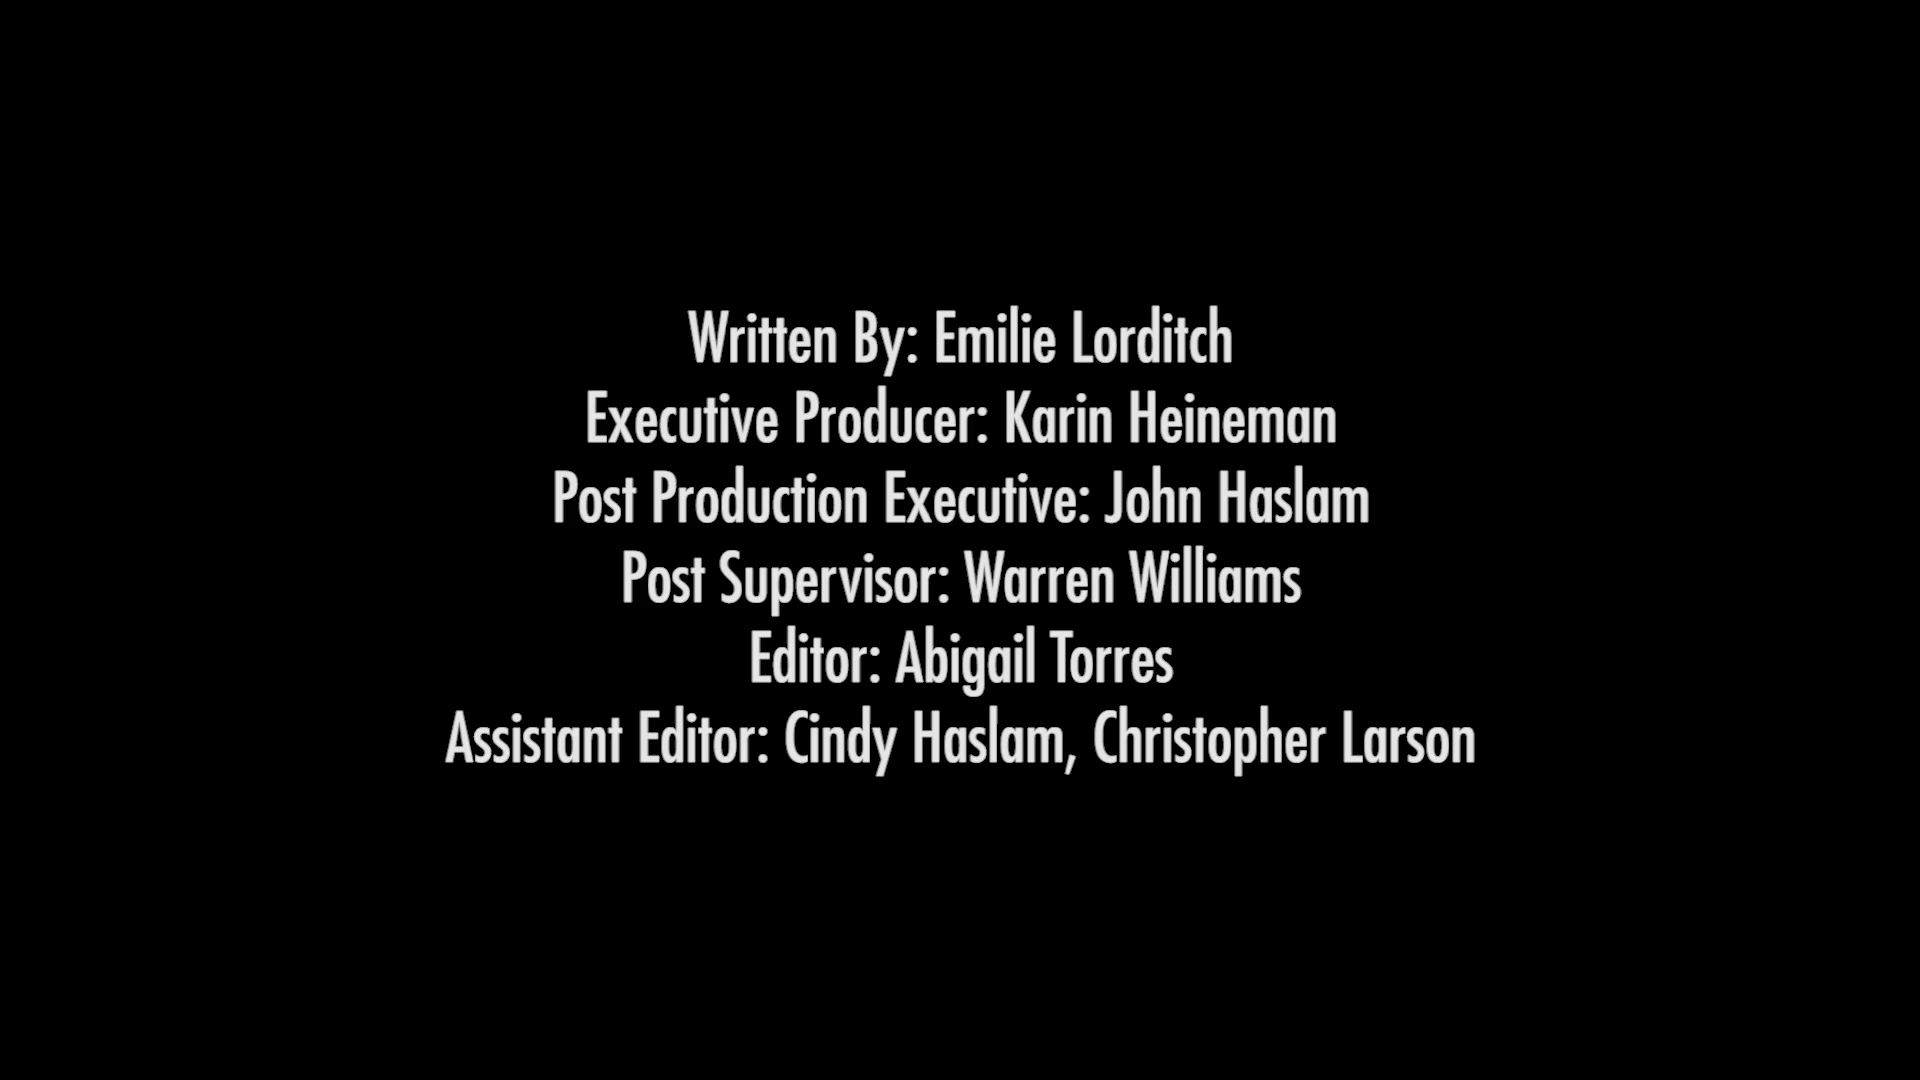 Written By: Emilie Lorditch
Executive Producer: Karin Heineman
Post Production Executive: John Haslam
Post Supervisor: Warren Williams
Editor: Abigail Torres
Assistant Editor: Cindy Haslam, Christopher Larson